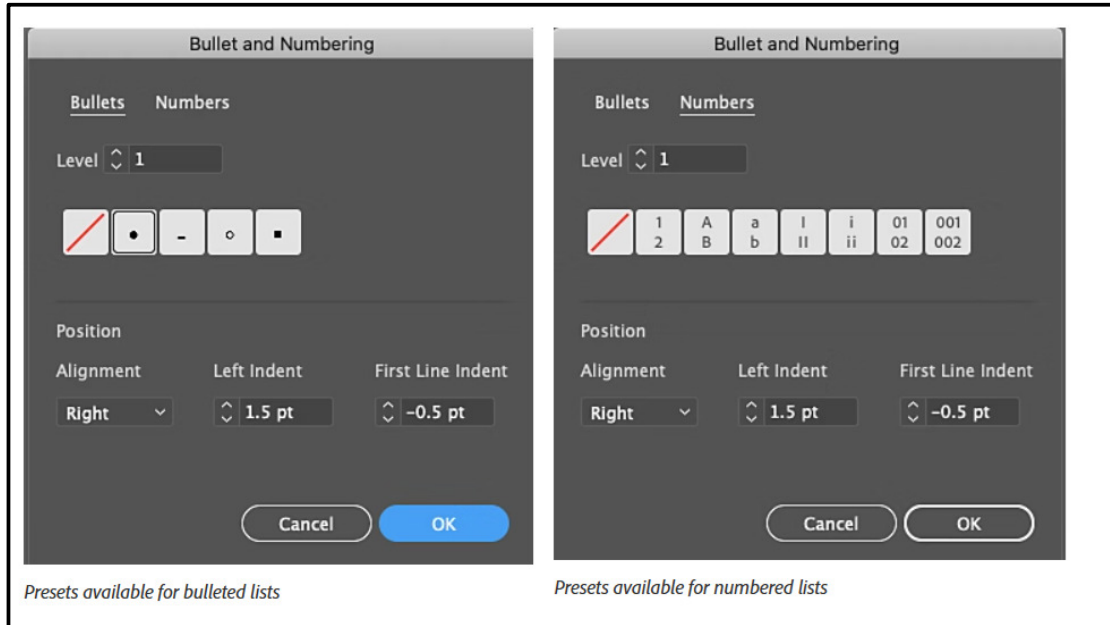 Bullet and Numbering
Bullets Numbers
Level 1
Position
Alignment Left Indent First Line Indent
Right 1.5 pt -0.5 pt
Cancel OK
Presets available for bulleted lists
Bullet and Numbering
Bullets Numbers
Level 1
1 A a I i 01 001
2 B b II ii 02 002
Position
Alignment Left Indent First Line Indent
Right 1.5 pt -0.5 pt
Cancel OK
Presets available for numbered lists